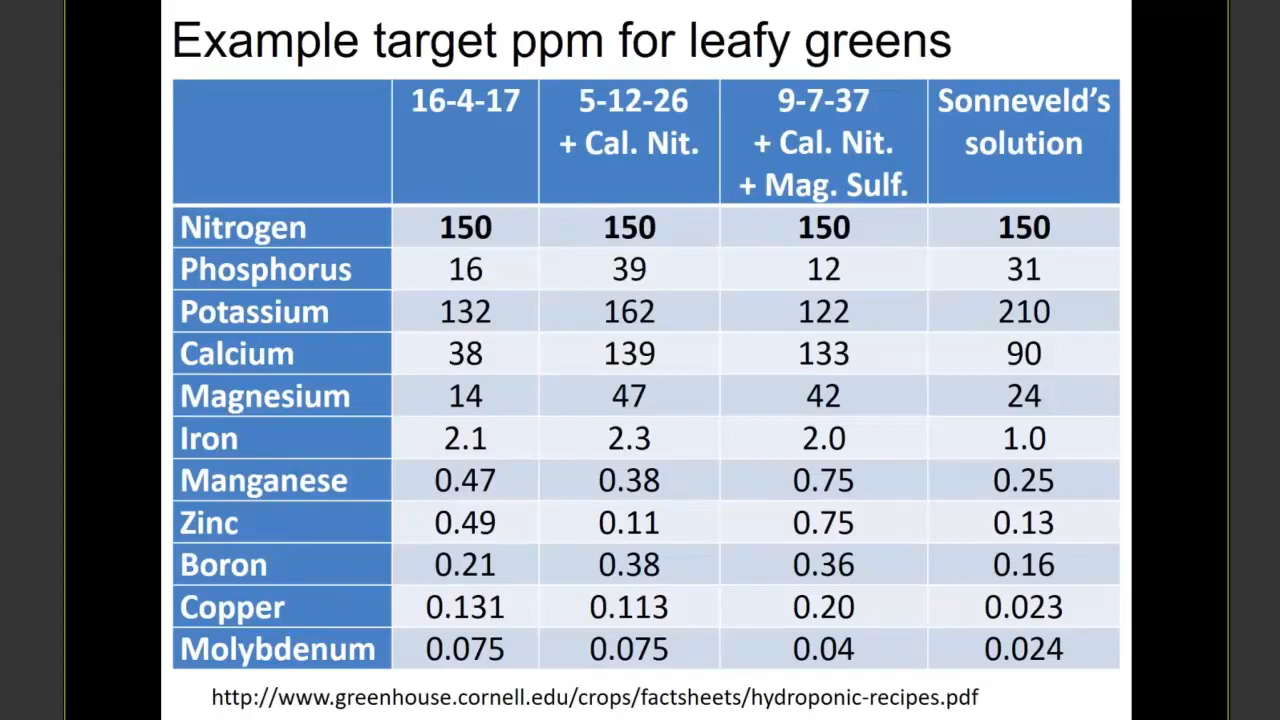 Example target ppm for leafy greens
16-4-17 5-12-26 + Cal. Nit. 9-7-37 + Cal. Nit. + Mag. Sulf. Sonneveld’s solution
Nitrogen 150 150 150 150
Phosphorus 16 39 12 31
Potassium 132 162 122 210
Calcium 38 139 133 90
Magnesium 14 47 42 24
Iron 2.1 2.3 2.0 1.0
Manganese 0.47 0.38 0.75 0.25
Zinc 0.49 0.11 0.75 0.13
Boron 0.21 0.38 0.36 0.16
Copper 0.131 0.113 0.20 0.023
Molybdenum 0.075 0.075 0.04 0.024
http://www.greenhouse.cornell.edu/crops/factsheets/hydroponic-recipes.pdf